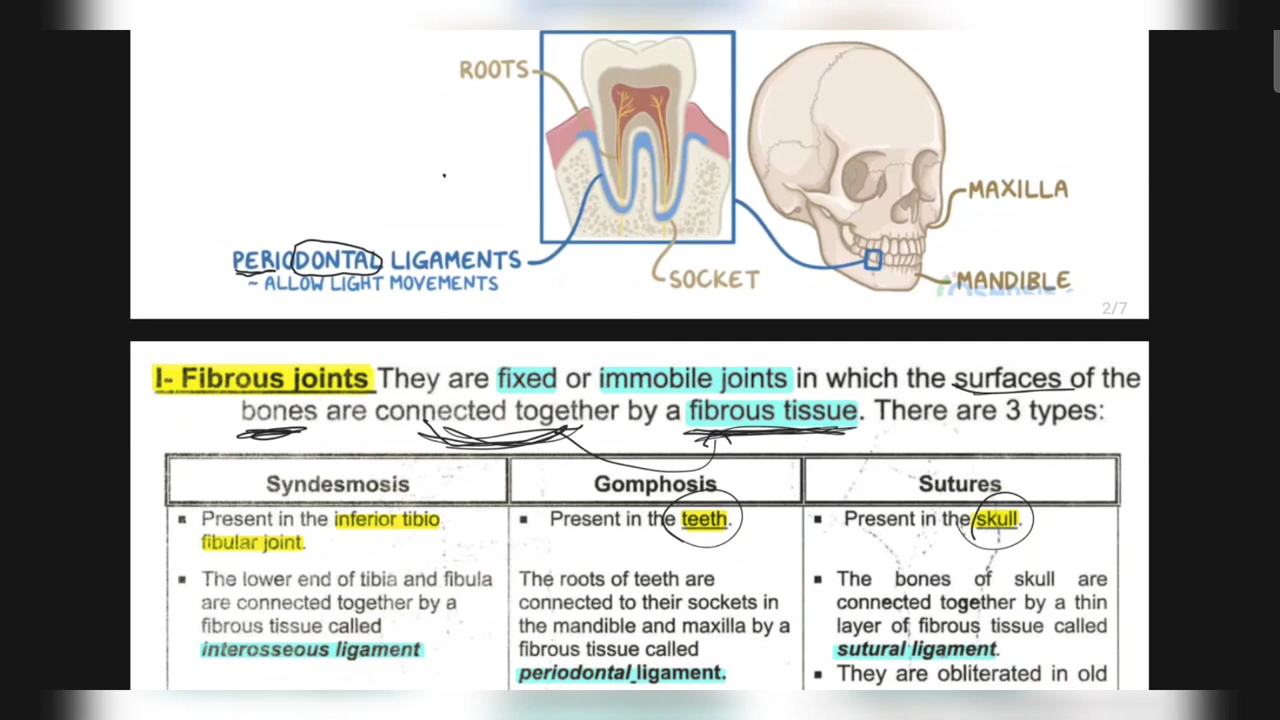 ROOTS
MAXILLA
PERIODONTAL LIGAMENTS
~ ALLOW LIGHT MOVEMENTS
SOCKET
MANDIBLE
2/7
I- Fibrous joints They are fixed or immobile joints in which the surfaces of the
bones are connected together by a fibrous tissue. There are 3 types:
Syndesmosis
Gomphosis
Sutures
▪ Present in the inferior tibio
fibular joint.
▪ The lower end of tibia and fibula
are connected together by a
fibrous tissue called
interosseous ligament
▪ Present in the teeth.
The roots of teeth are
connected to their sockets in
the mandible and maxilla by a
fibrous tissue called
periodontal ligament.
▪ Present in the skull.
▪ The bones of skull are
connected together by a thin
layer of fibrous tissue called
sutural ligament.
▪ They are obliterated in old